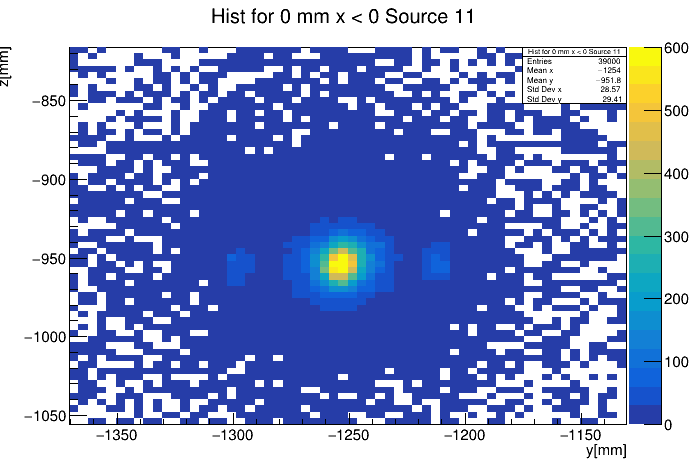 Hist for 0 mm x < 0 Source 11
z[mm]
Hist for 0 mm x < 0 Source 11
Entries 39000
Mean x −1254
Mean y −951.8
Std Dev x 28.57
Std Dev y 29.41
−850
−900
−950
−1000
−1050
−1350 −1300 −1250 −1200 −1150
y[mm]
600
500
400
300
200
100
0